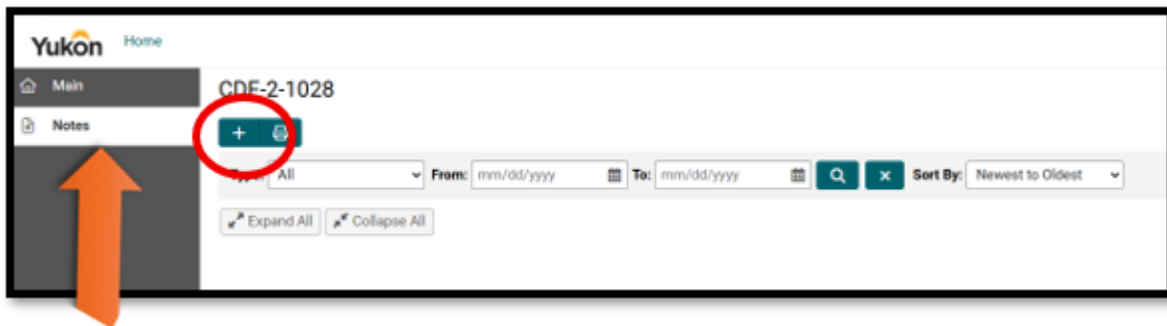 Yukon Home
Main
Notes
CDF-2-1028
+
All From: mm/dd/yyyy To: mm/dd/yyyy Sort By: Newest to Oldest
Expand All Collapse All